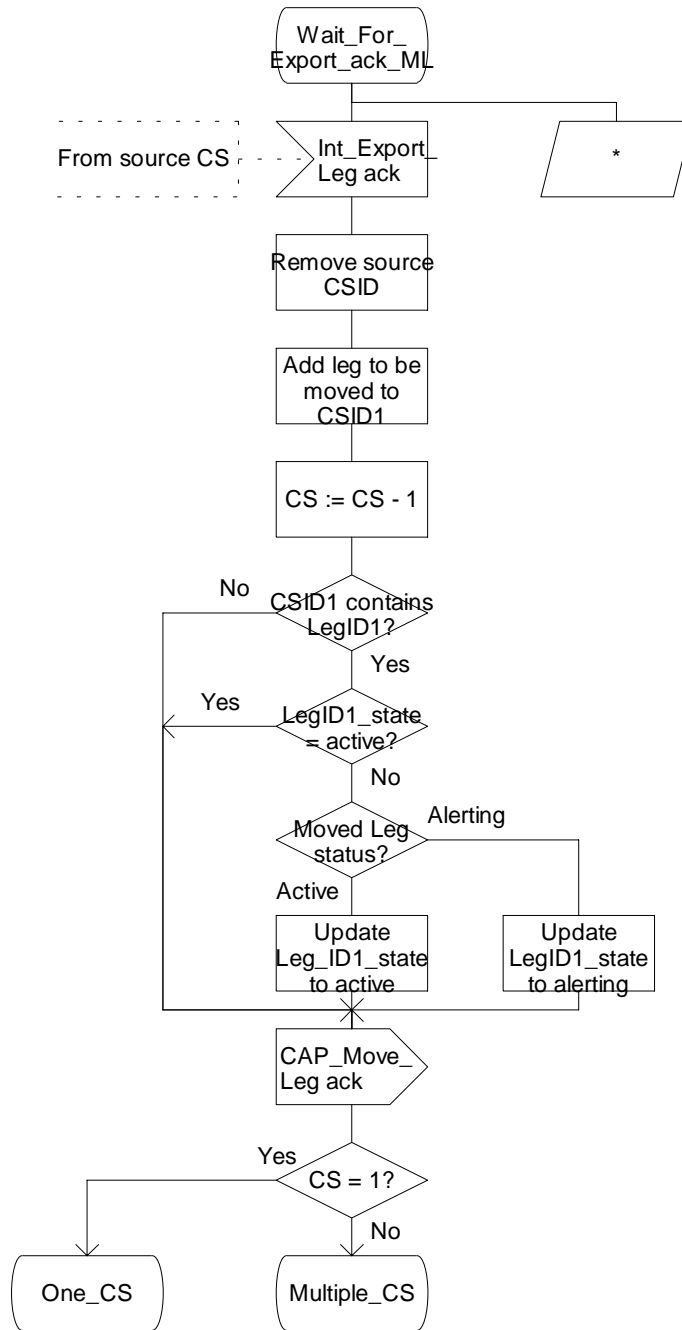 Wait_For_
Export_ack_ML
From source CS
Int_Export_
Leg ack
*
Remove source
CSID
Add leg to be
moved to
CSID1
CS := CS - 1
No
CSID1 contains
LegID1?
Yes
Yes
LegID1_state
= active?
No
Moved Leg
status?
Alerting
Active
Update
Leg_ID1_state
to active
Update
LegID1_state
to alerting
CAP_Move_
Leg ack
Yes
CS = 1?
No
One_CS
Multiple_CS